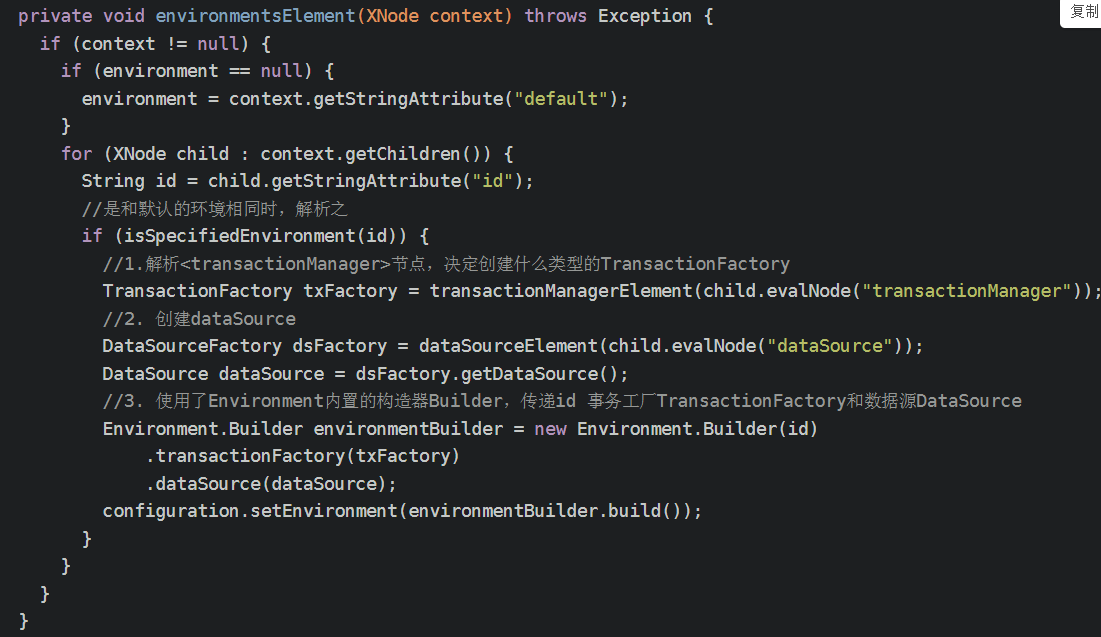 private void environmentsElement(XNode context) throws Exception {
复制
if (context != null) {
if (environment == null) {
environment = context.getStringAttribute("default");
}
for (XNode child : context.getChildren()) {
String id = child.getStringAttribute("id");
//是和默认的环境相同时，解析之
if (isSpecifiedEnvironment(id)) {
//1.解析<transactionManager>节点，决定创建什么类型的TransactionFactory
TransactionFactory txFactory = transactionManagerElement(child.evalNode("transactionManager"));
//2. 创建dataSource
DataSourceFactory dsFactory = dataSourceElement(child.evalNode("dataSource"));
DataSource dataSource = dsFactory.getDataSource();
//3. 使用了Environment内置的构造器Builder，传递id 事务工厂TransactionFactory和数据源DataSource
Environment.Builder environmentBuilder = new Environment.Builder(id)
.transactionFactory(txFactory)
.dataSource(dataSource);
configuration.setEnvironment(environmentBuilder.build());
}
}
}
}